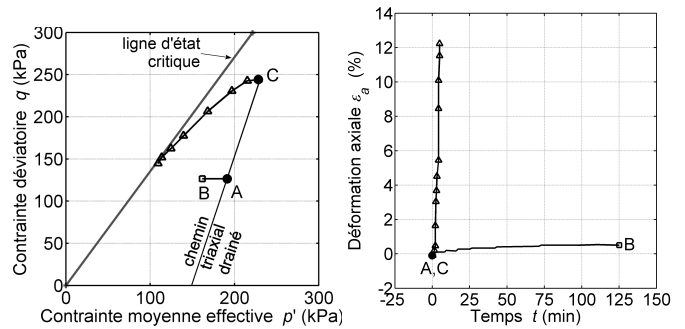 300
250
200
150
100
50
0
0
100
200
300
Contrainte déviatoire q (kPa)
Contrainte moyenne effective p' (kPa)
ligne d'état
critique
C
B
A
chemin
triaxial
drainé
14
12
10
8
6
4
2
0
-2
-25
0
25
50
75
100
125
150
Déformation axiale εa (%)
Temps t (min)
A,C
B